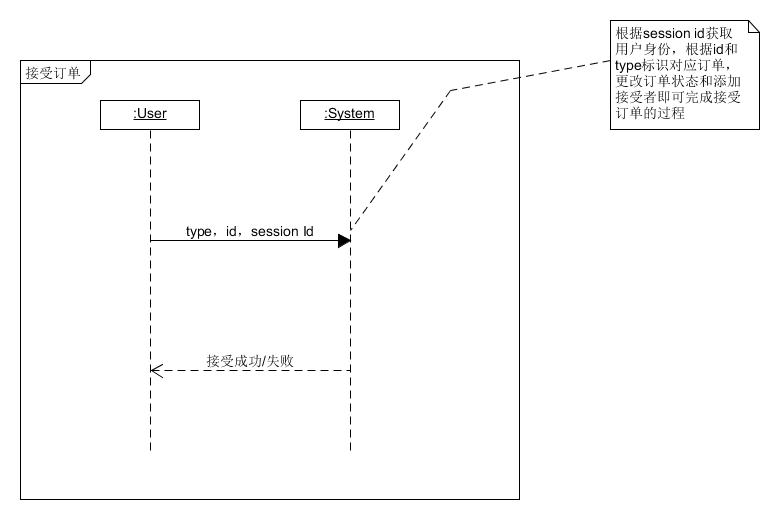 根据session id获取
用户身份，根据id和
type标识对应订单，
更改订单状态和添加
接受者即可完成接受
订单的过程
接受订单
:User
:System
type，id，session Id
接受成功/失败